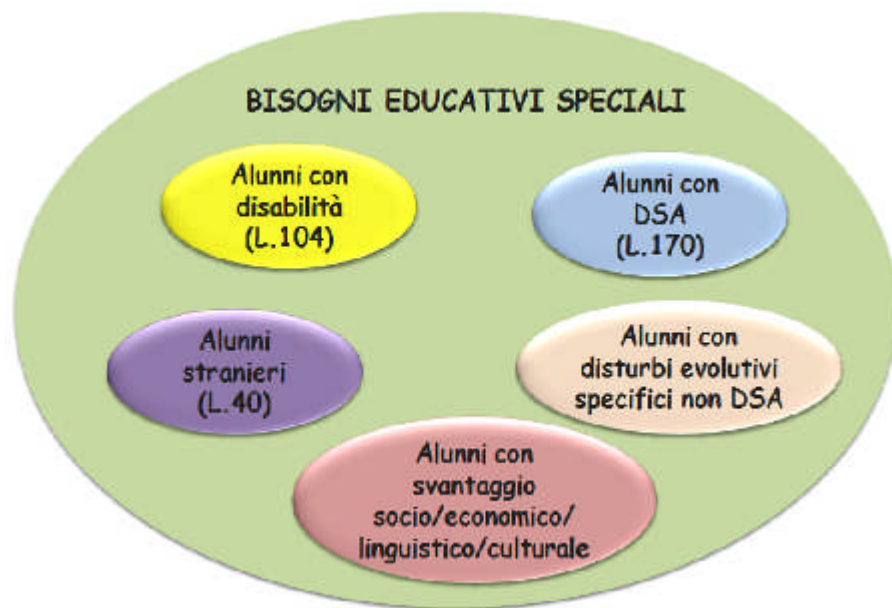 BISOGNI EDUCATIVI SPECIALI
Alunni con
disabilità
(L.104)
Alunni con
DSA
(L.170)
Alunni
stranieri
(L.40)
Alunni con
disturbi evolutivi
specifici non DSA
Alunni con
svantaggio
socio/economico/
linguistico/culturale